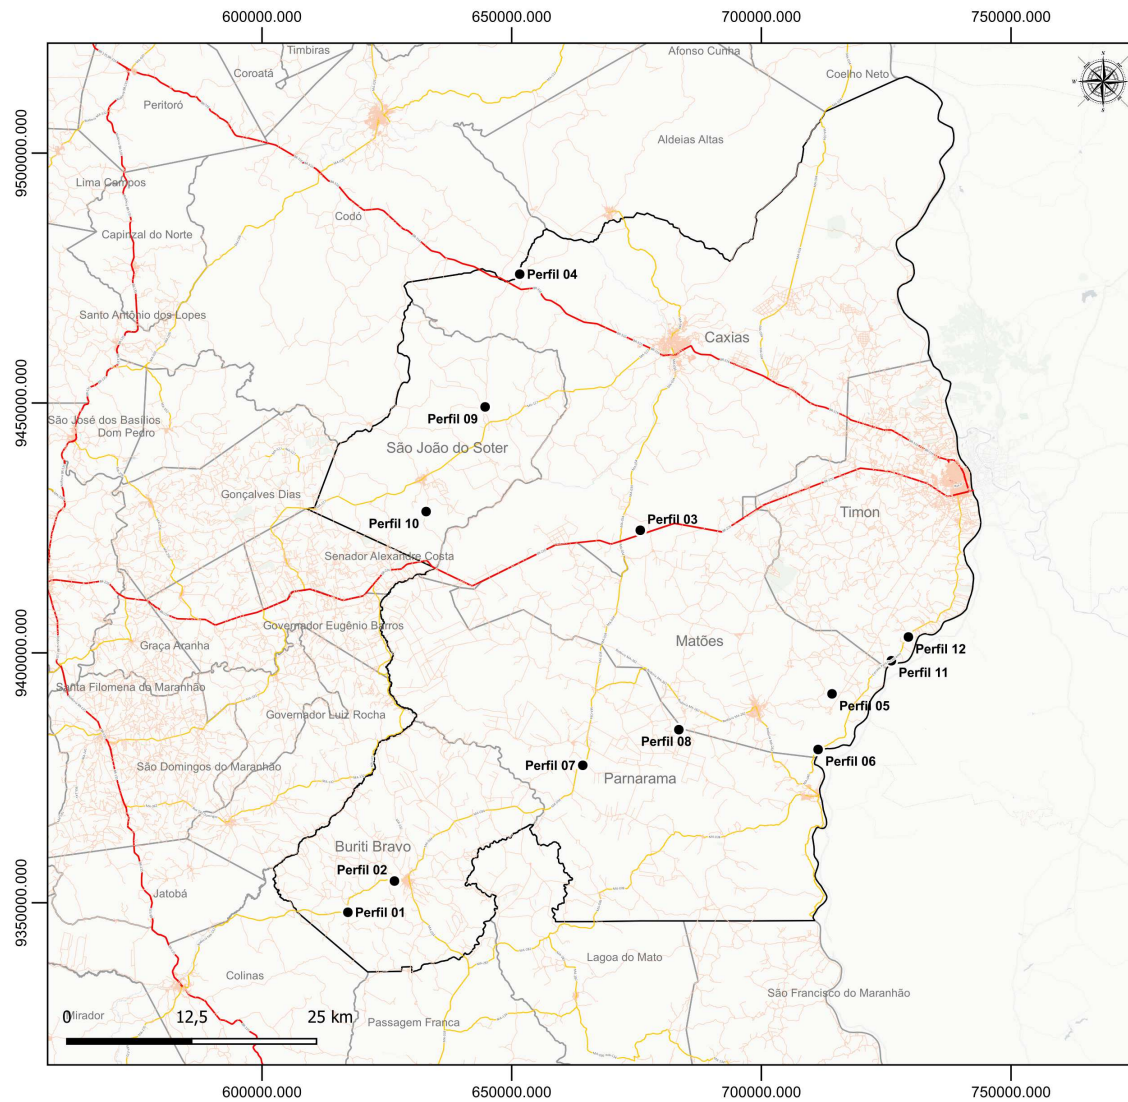 600000.000
650000.000
700000.000
750000.000
Timbiras
Afonso Cunha
Coroatá
Coelho Neto
Peritoró
9500000.000
Aldeias Altas
Lima Campos
Codó
Capinzal do Norte
Perfil 04
Santo Antônio dos Lopes
Caxias
9450000.000
São José dos Basílios
Dom Pedro
Perfil 09
São João do Soter
Gonçalves Dias
Perfil 10
Perfil 03
Timon
Senador Alexandre Costa
Governador Eugênio Barros
Graça Aranha
Matões
9400000.000
Perfil 12
Perfil 11
Santa Filomena do Maranhão
Perfil 05
Governador Luiz Rocha
Perfil 08
Perfil 06
São Domingos do Maranhão
Perfil 07
Parnarama
Buriti Bravo
Perfil 02
Jatobá
9350000.000
Perfil 01
Lagoa do Mato
Colinas
São Francisco do Maranhão
Mirador
0 12,5 25 km
Passagem Franca
600000.000
650000.000
700000.000
750000.000